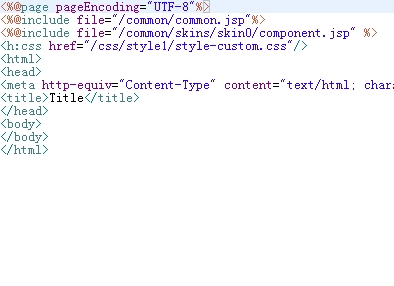 <%@page pageEncoding="UTF-8"%>
<%@include file="/common/common.jsp"%>
<%@include file="/common/skins/skin0/component.jsp" %>
<h:css href="/css/style1/style-custom.css"/>
<html>
<head>
<meta http-equiv="Content-Type" content="text/html; chara
<title>Title</title>
</head>
<body>
</body>
</html>